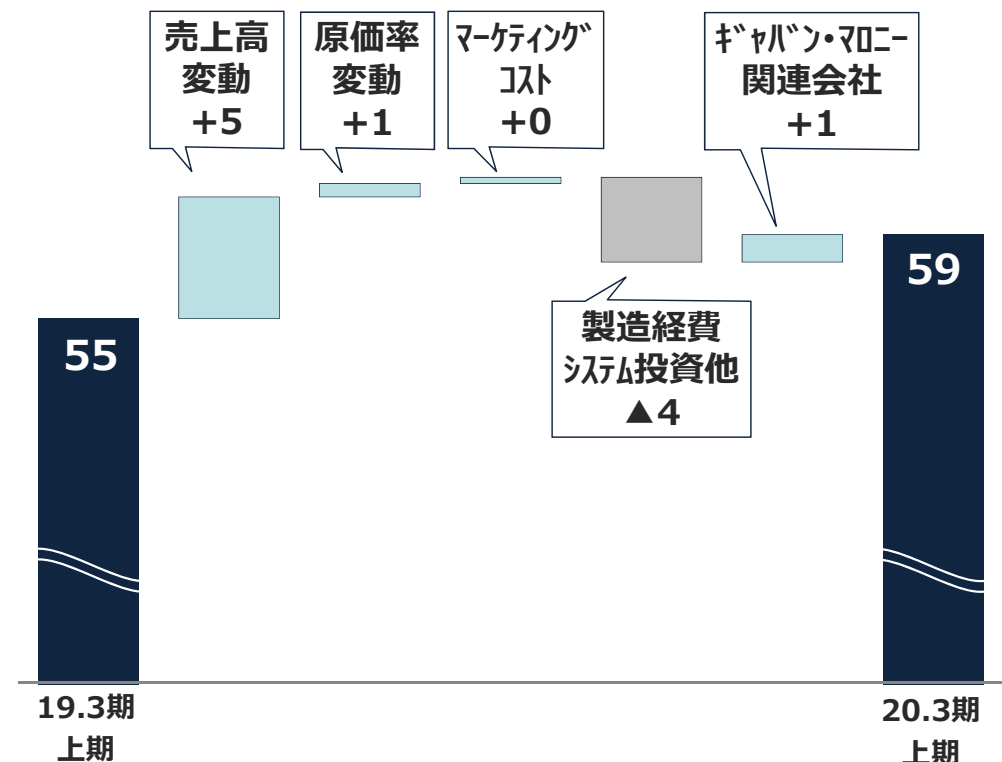 売上高
変動
+5
原価率
変動
+1
ﾏｰｹﾃｨﾝｸﾞ
ｺｽﾄ
+0
ｷﾞｬﾊﾞﾝ・ﾏﾛﾆｰ
関連会社
+1
55
59
製造経費
ｼｽﾃﾑ投資他
▲4
19.3期
上期
20.3期
上期